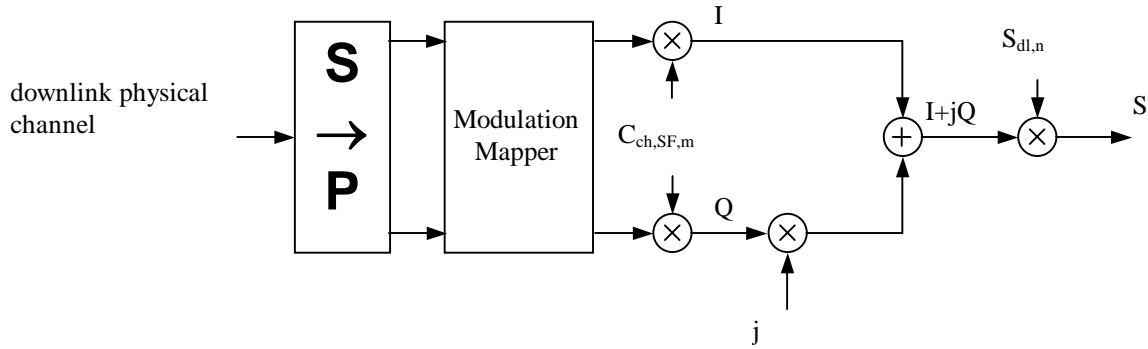 downlink physical
channel
S
→
P
Modulation
Mapper
I
C_ch,SF,m
Q
j
I+jQ
S_dl,n
S